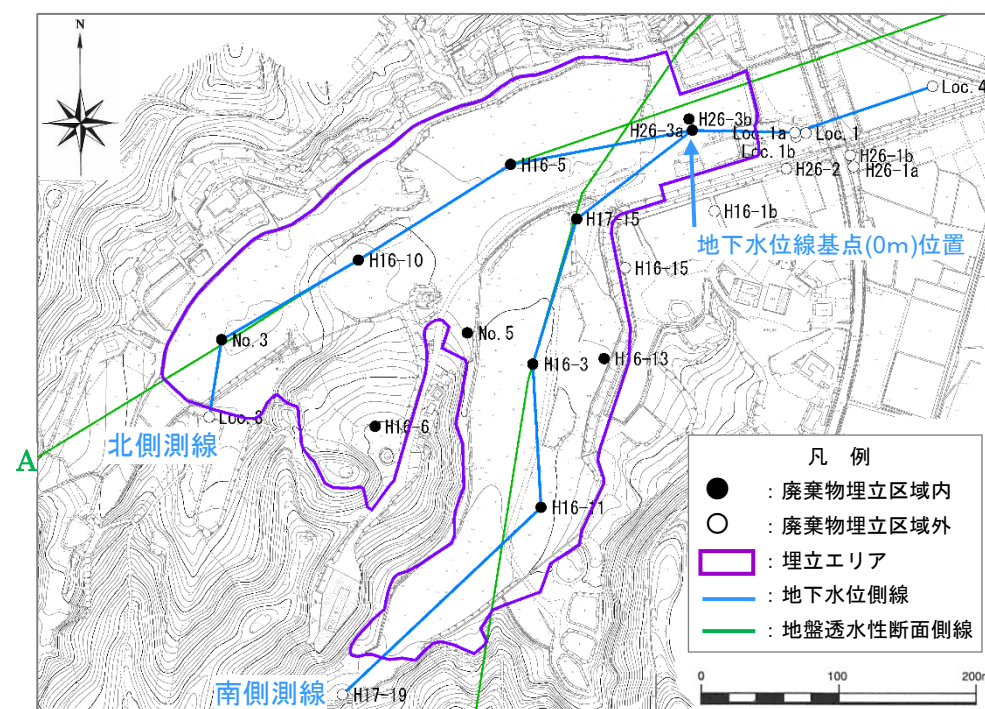 N
Loc. 4
H26-3b
H26-3a
Loc. 1a
Loc. 1
Loc. 1b
H26-1b
H26-2
H26-1a
H16-5
H16-1b
H17-15
地下水位線基点(0m)位置
H16-10
H16-15
No. 3
No. 5
H16-3
H16-13
Loc. 3
H16-6
北側測線
A
H16-11
南側測線
H17-19
凡 例
：廃棄物埋立区域内
：廃棄物埋立区域外
：埋立エリア
：地下水位側線
：地盤透水性断面側線
0 100 200m